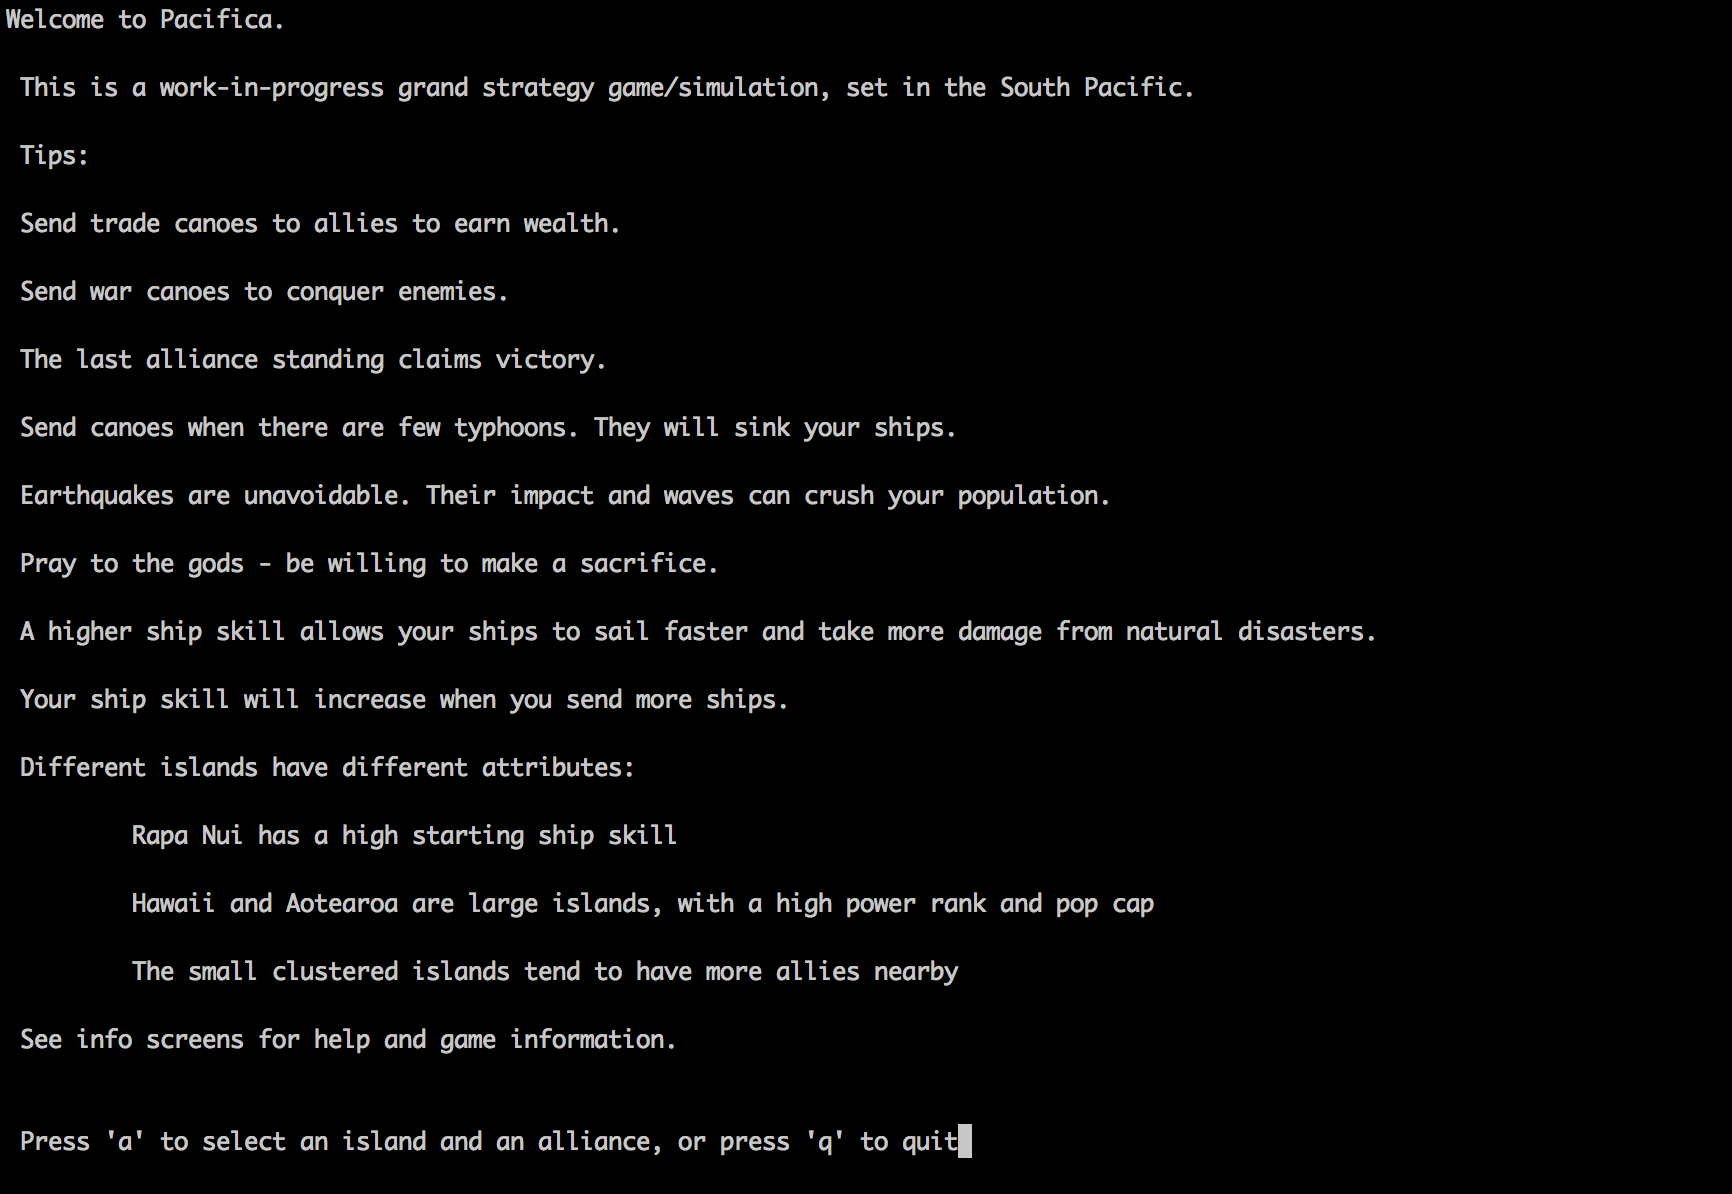 Welcome to Pacifica.
This is a work-in-progress grand strategy game/simulation, set in the South Pacific.
Tips:
Send trade canoes to allies to earn wealth.
Send war canoes to conquer enemies.
The last alliance standing claims victory.
Send canoes when there are few typhoons. They will sink your ships.
Earthquakes are unavoidable. Their impact and waves can crush your population.
Pray to the gods - be willing to make a sacrifice.
A higher ship skill allows your ships to sail faster and take more damage from natural disasters.
Your ship skill will increase when you send more ships.
Different islands have different attributes:
Rapa Nui has a high starting ship skill
Hawaii and Aotearoa are large islands, with a high power rank and pop cap
The small clustered islands tend to have more allies nearby
See info screens for help and game information.
Press 'a' to select an island and an alliance, or press 'q' to quit